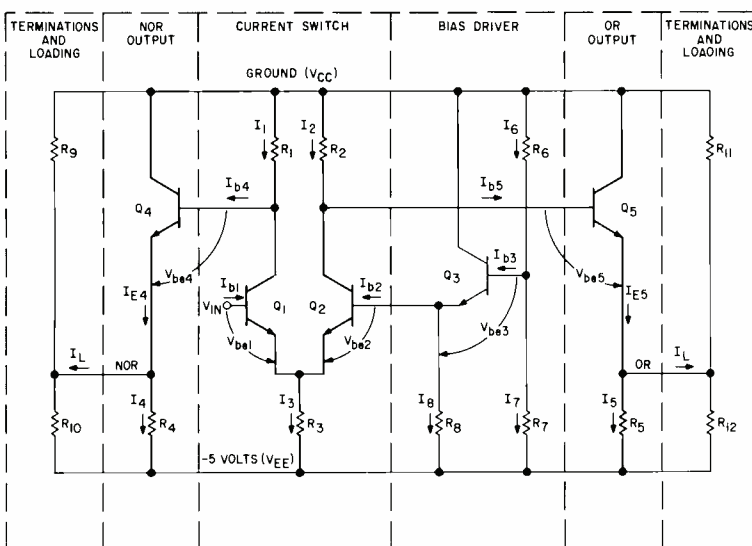 TERMINATIONS AND LOADING
NOR OUTPUT
CURRENT SWITCH
BIAS DRIVER
OR OUTPUT
TERMINATIONS AND LOADING
GROUND (VCC)
I1
I2
I6
R9
R1
R2
R6
R11
Ib4
Ib5
Q4
Q5
Vbe4
Ib1
Ib2
Q3
Ib3
Vbe5
IE4
VIN
Q1
Q2
IE5
Vbe1
Vbe2
Vbe3
IL
NOR
OR
IL
I4
I3
I8
I7
I5
R10
R4
R3
R8
R7
R5
R12
-5 VOLTS (VEE)